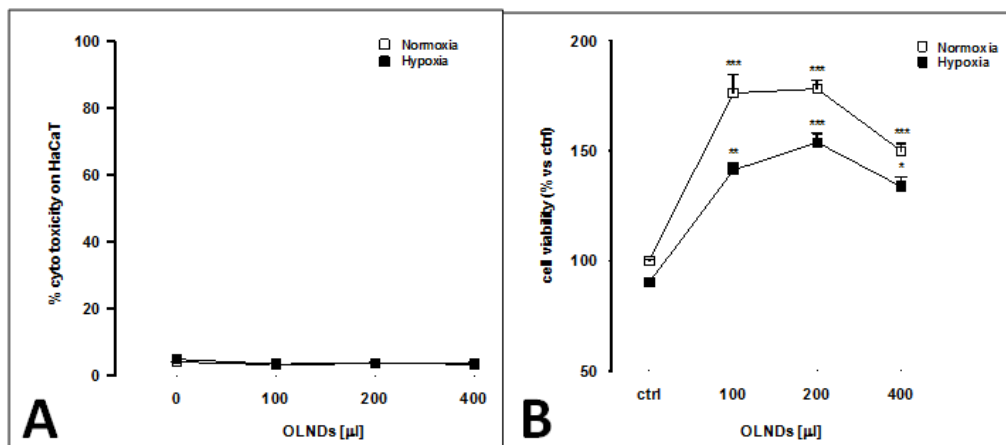 Normoxia
Hypoxia
100
80
60
40
20
0
% cyto toxicity on HaCaT
0 100 200 400
OLNDs [µl]
A
Normoxia
Hypoxia
200
150
100
50
cell viability (% vs ctrl)
*** *** ***
** *** *
ctrl 100 200 400
OLNDs [µl]
B